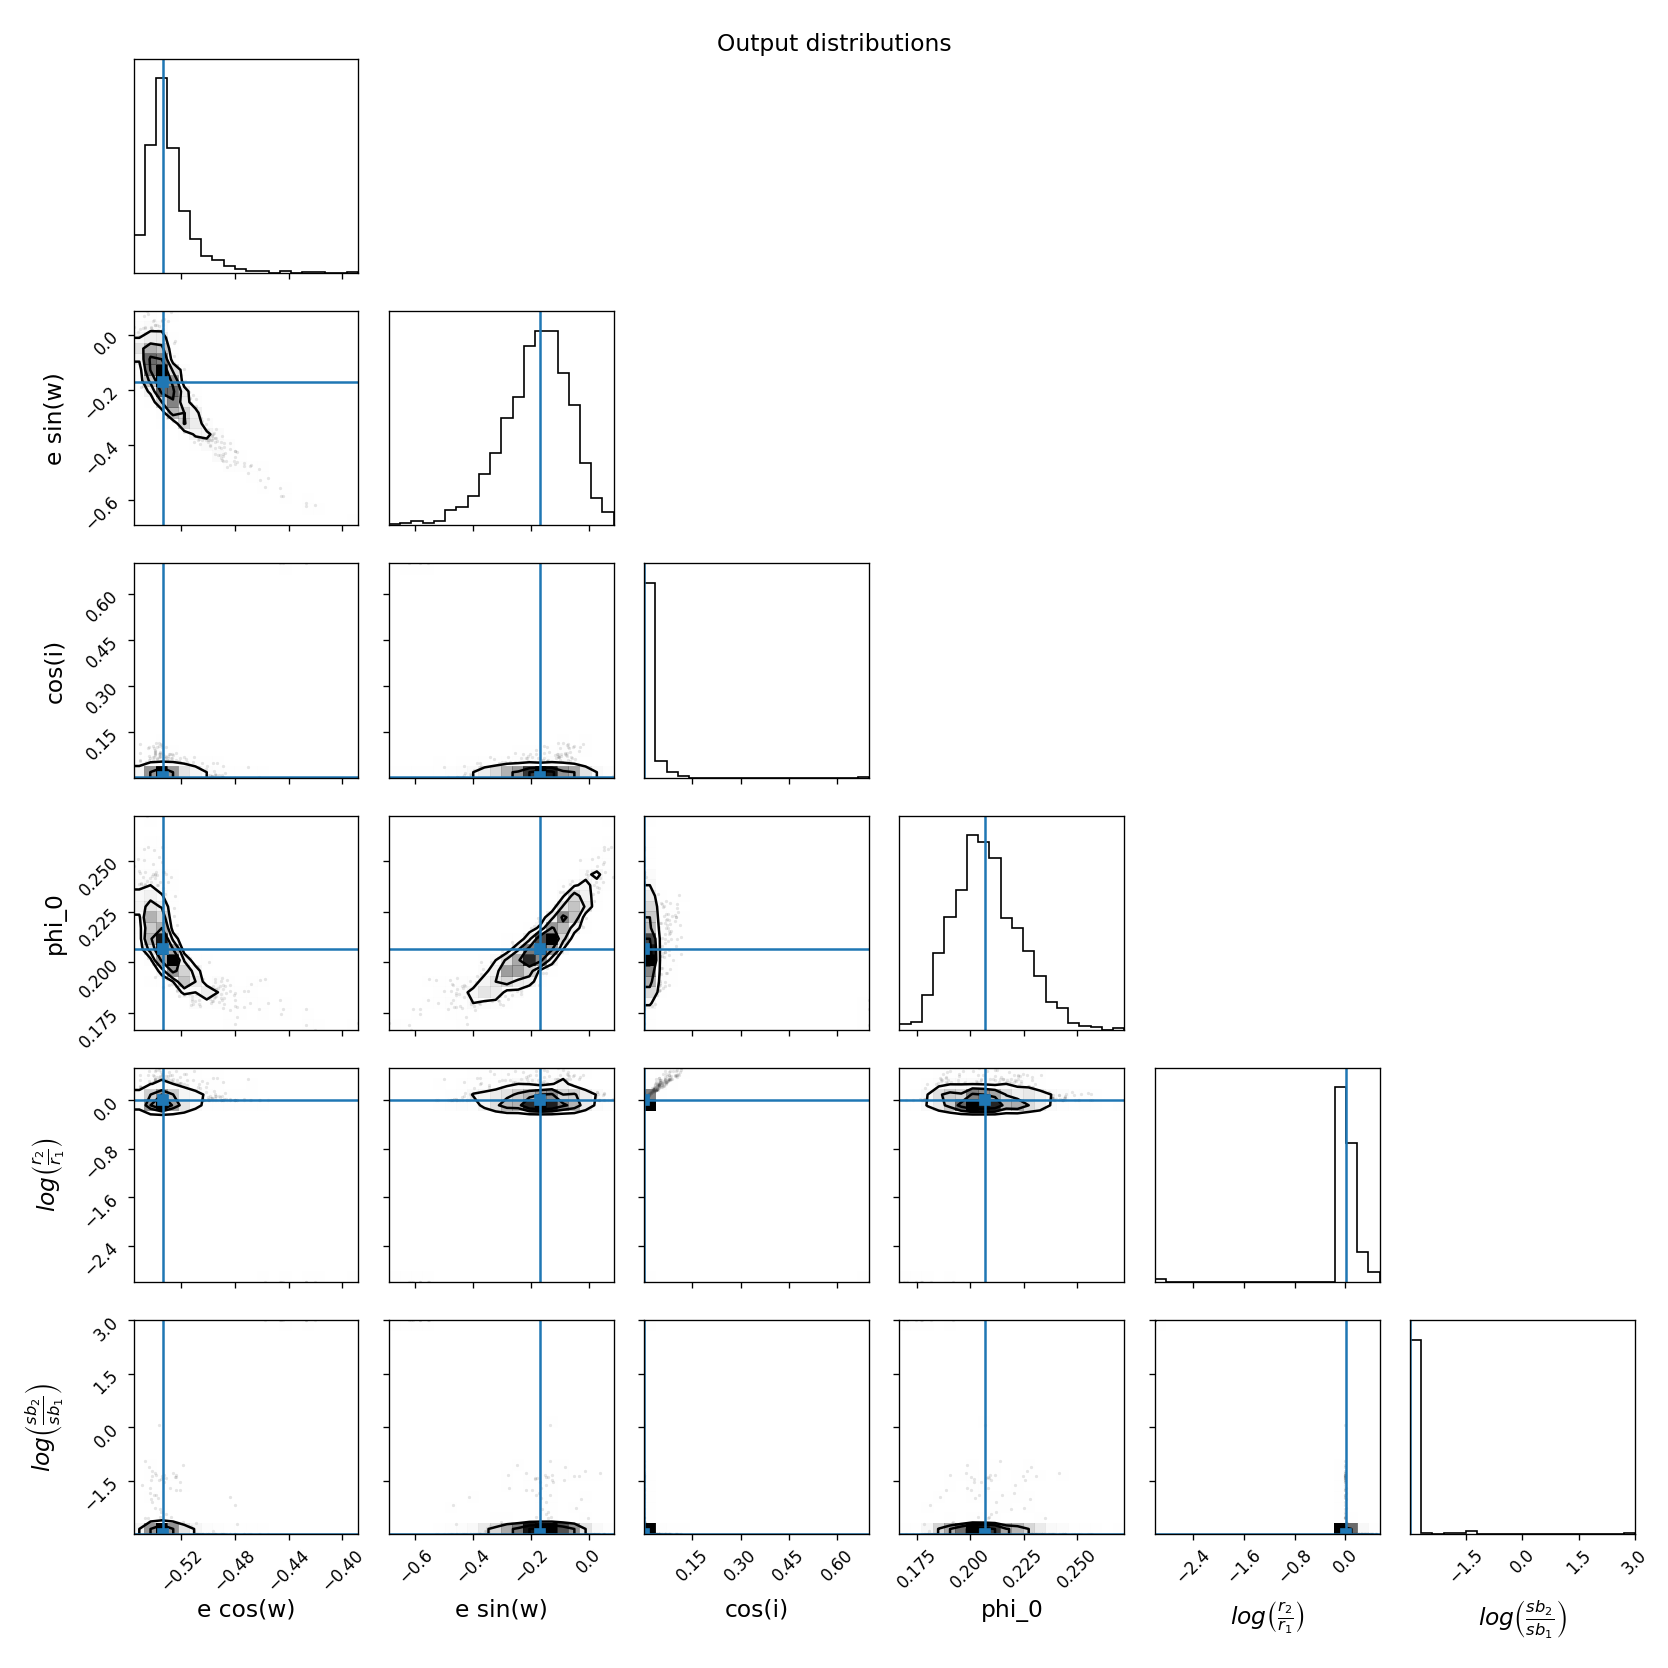 Output distributions
0.0
−0.2
−0.4
−0.6
e sin(w)
0.60
0.45
0.30
0.15
cos(i)
0.250
0.225
0.200
0.175
phi_0
0.0
−0.8
−1.6
−2.4
log(r₂/r₁)
3.0
1.5
0.0
−1.5
log(sb₂/sb₁)
−0.52 −0.48 −0.44 −0.40 −0.6 −0.4 −0.2 0.0 0.15 0.30 0.45 0.60 0.175 0.200 0.225 0.250 −2.4 −1.6 −0.8 0.0 −1.5 0.0 1.5 3.0
e cos(w) e sin(w) cos(i) phi_0 log(r₂/r₁) log(sb₂/sb₁)